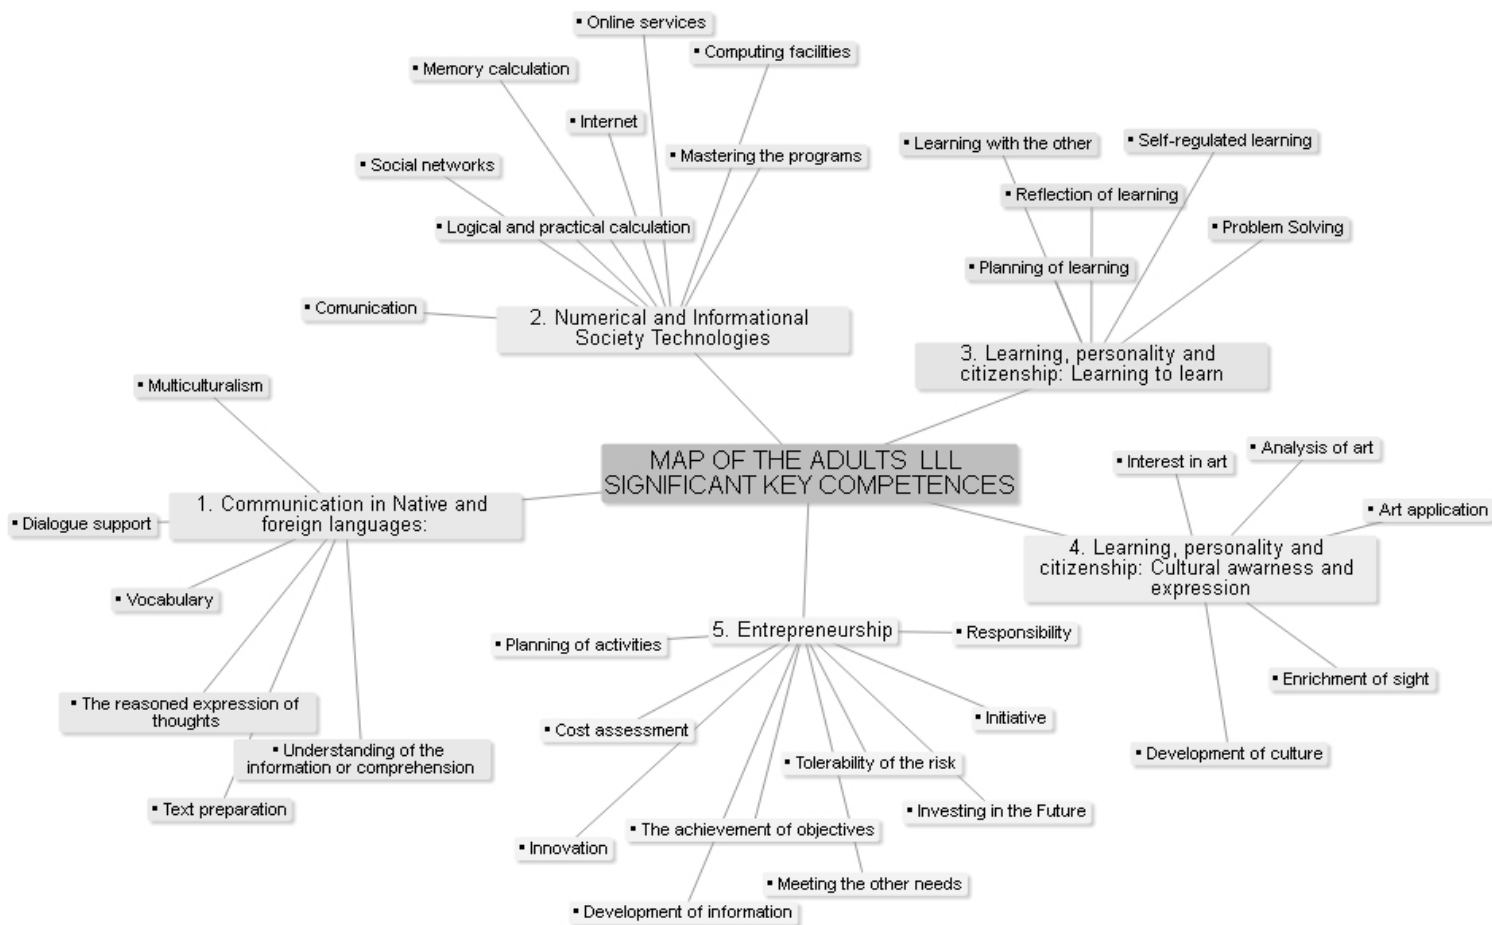 ▪ Online services
▪ Computing facilities
▪ Memory calculation
▪ Internet
▪ Mastering the programs
▪ Social networks
▪ Logical and practical calculation
▪ Comunication
2. Numerical and Informational
Society Technologies
▪ Learning with the other
▪ Self-regulated learning
▪ Reflection of learning
▪ Problem Solving
▪ Planning of learning
3. Learning, personality and
citizenship: Learning to learn
MAP OF THE ADULTS LLL
SIGNIFICANT KEY COMPETENCES
▪ Multiculturalism
1. Communication in Native and
foreign languages:
▪ Dialogue support
▪ Vocabulary
▪ The reasoned expression of
thoughts
▪ Understanding of the
information or comprehension
▪ Text preparation
▪ Interest in art
▪ Analysis of art
▪ Art application
4. Learning, personality and
citizenship: Cultural awarness and
expression
▪ Enrichment of sight
▪ Development of culture
5. Entrepreneurship
▪ Responsibility
▪ Planning of activities
▪ Initiative
▪ Cost assessment
▪ Tolerability of the risk
▪ Investing in the Future
▪ The achievement of objectives
▪ Innovation
▪ Meeting the other needs
▪ Development of information